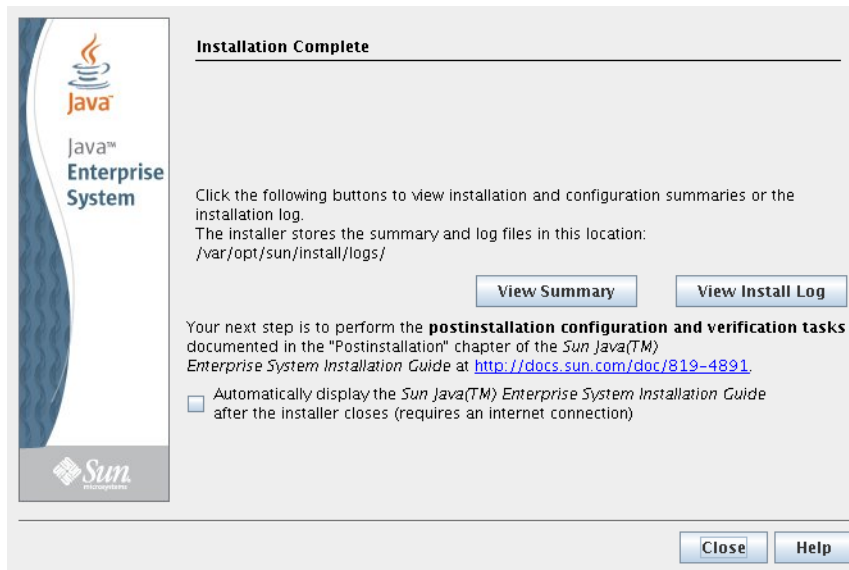 Java™
Java™
Enterprise
System
Sun
microsystems
Installation Complete
Click the following buttons to view installation and configuration summaries or the
installation log.
The installer stores the summary and log files in this location:
/var/opt/sun/install/logs/
View Summary
View Install Log
Your next step is to perform the postinstallation configuration and verification tasks
documented in the "Postinstallation" chapter of the Sun Java(TM)
Enterprise System Installation Guide at http://docs.sun.com/doc/819-4891.
Automatically display the Sun Java(TM) Enterprise System Installation Guide
after the installer closes (requires an internet connection)
Close
Help